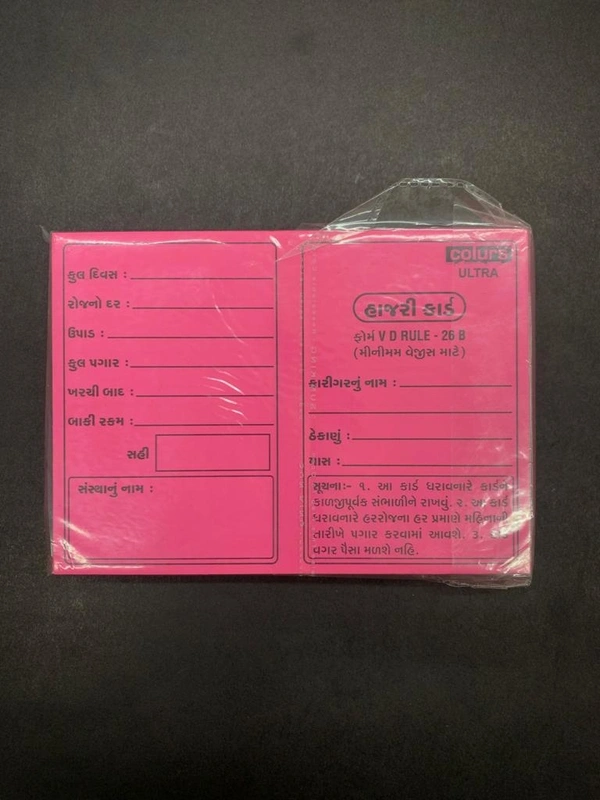 કુલ દિવસ :
રોજનો દર :
ઉપાડ :
કુલ પગાર :
ખરચી બાદ :
બાકી રકમ :
સહી
સંસ્થાનું નામ :
colurs
ULTRA
હાજરી કાર્ડ
ફોર્મ V D RULE - 26 B
(મીનીમમ વેજીસ માટે)
કારીગરનું નામ :
ઠેકાણું :
માસ :
સૂચના:- ૧. આ કાર્ડ ધરાવનારે કાર્ડને
કાળજીપૂર્વક સંભાળીને રાખવું. ૨. આ કાર્ડ
ધરાવનારે હરરોજના હર પ્રમાણે મહિનાની
તારીખે પગાર કરવામાં આવશે. ૩. કાર્ડ
વગર પૈસા મળશે નહિ.